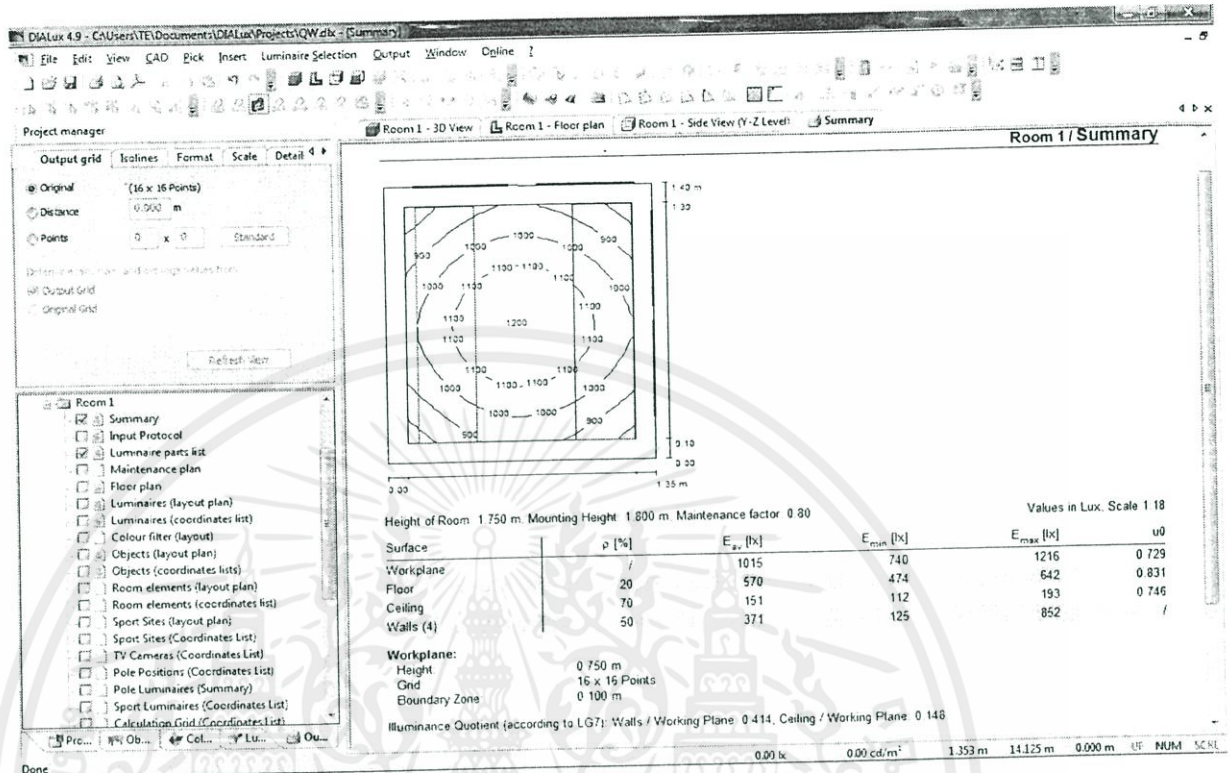 DIALux 4.9 - C:\Users\TE\Documents\DIALux\Projects\QW.dlx - [Summary]
File Edit View CAD Pick Insert Luminaire Selection Output Window Online ?
Project manager
Room 1 - 3D View Room 1 - Floor plan Room 1 - Side View (Y-Z Level) Summary
Output grid Isolines Format Scale Detail
Room 1 / Summary
Original (16 x 16 Points)
Distance 0.000 m
Points 0 x 0 Standard
Output Grid
Original Grid
Refresh View
1.40 m
1.30
1000 900
900 1000 1000
1100 1100 1100
1000 1100 1000
1100
1100 1200
1100 1100
1100 1100
1000 1100 1100 1000
1000 1000 900
900
0.10
0.00
0.00 1.35 m
Room 1
Summary
Input Protocol
Luminaire parts list
Maintenance plan
Floor plan
Luminaires (layout plan)
Luminaires (coordinates list)
Colour filter (layout)
Objects (layout plan)
Objects (coordinates lists)
Room elements (layout plan)
Room elements (coordinates list)
Sport Sites (layout plan)
Sport Sites (Coordinates List)
TV Cameras (Coordinates List)
Pole Positions (Coordinates List)
Pole Luminaires (Summary)
Sport Luminaires (Coordinates List)
Calculation Grid (Coordinates List)
Height of Room: 1.750 m, Mounting Height: 1.800 m, Maintenance factor: 0.80
Values in Lux, Scale 1:18
Surface ρ [%] Eav [lx] Emin [lx] Emax [lx] u0
Workplane / 1015 740 1216 0.729
Floor 20 570 474 642 0.831
Ceiling 70 151 112 193 0.746
Walls (4) 50 371 125 852 /
Workplane:
Height: 0.750 m
Grid: 16 x 16 Points
Boundary Zone: 0.100 m
Illuminance Quotient (according to LG7): Walls / Working Plane: 0.414, Ceiling / Working Plane: 0.148
Pro... Ob... Col... Lu... Ou...
Done 0.00 lx 0.00 cd/m² 1.353 m 14.125 m 0.000 m NUM SCRL